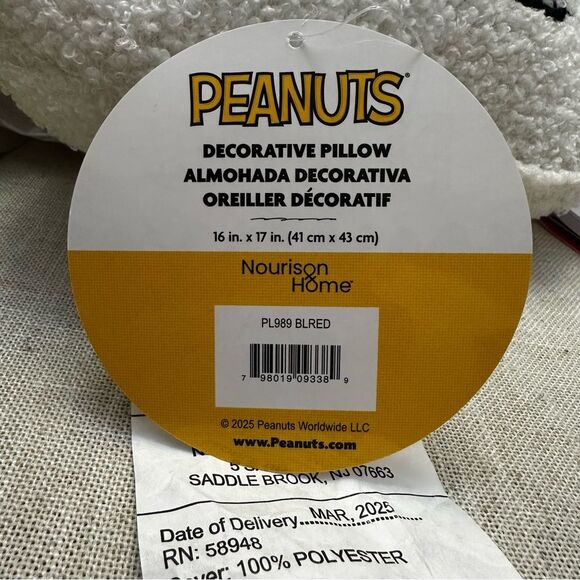 PEANUTS®
DECORATIVE PILLOW
ALMOHADA DECORATIVA
OREILLER DÉCORATIF
16 in. x 17 in. (41 cm x 43 cm)
Nourison
Home™
PL989 BLRED
7 98019 09338 9
© 2025 Peanuts Worldwide LLC
www.Peanuts.com
SADDLE BROOK, NJ 07663
Date of Delivery.......MAR, 2025
RN: 58948
Cover: 100% POLYESTER